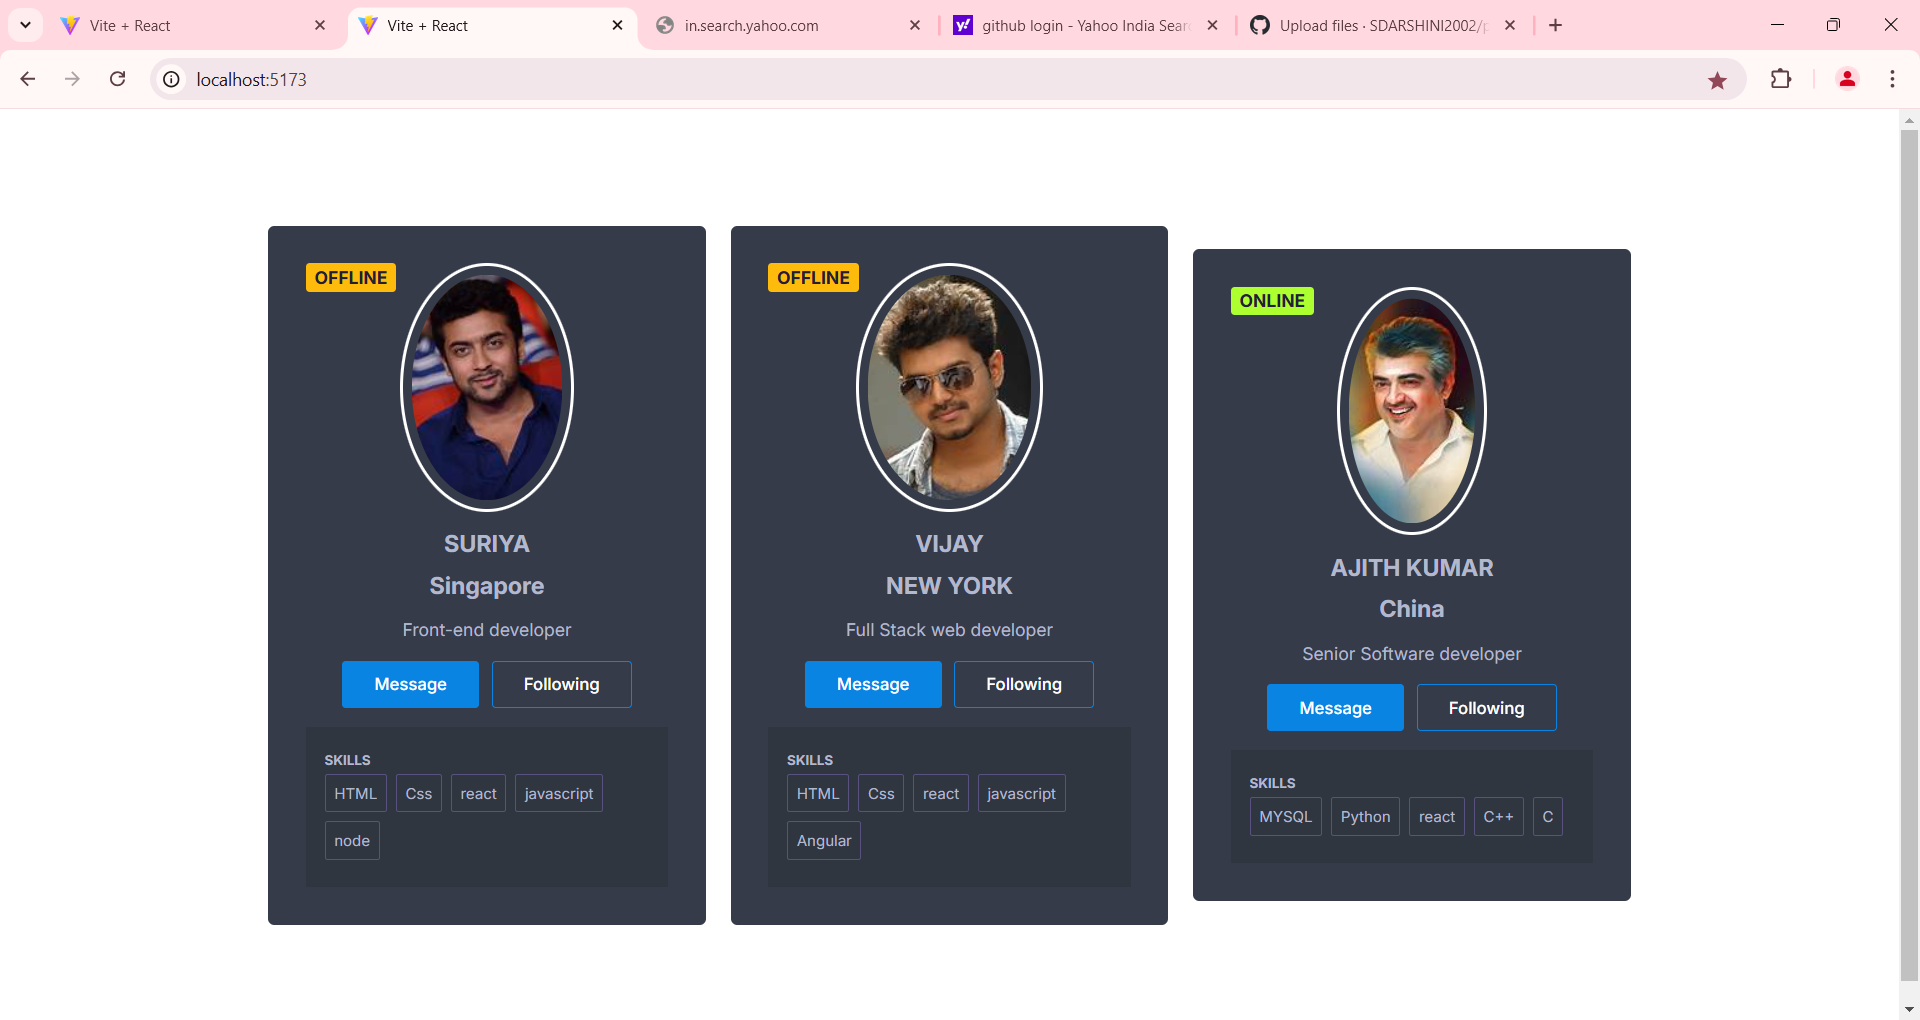 Vite + React
Vite + React
in.search.yahoo.com
y!
github login - Yahoo India Sear
Upload files · SDARSHINI2002/p
localhost:5173
OFFLINE
SURIYA
Singapore
Front-end developer
Message
Following
SKILLS
HTML
Css
react
javascript
node
OFFLINE
VIJAY
NEW YORK
Full Stack web developer
Message
Following
SKILLS
HTML
Css
react
javascript
Angular
ONLINE
AJITH KUMAR
China
Senior Software developer
Message
Following
SKILLS
MYSQL
Python
react
C++
C